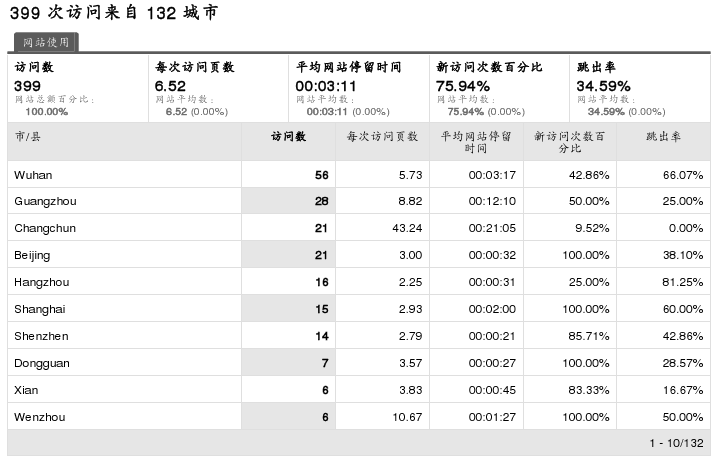 399 次访问来自 132 城市
网站使用
访问数 每次访问页数 平均网站停留时间 新访问次数百分比 跳出率
399 6.52 00:03:11 75.94% 34.59%
网站总额百分比: 网站平均数: 网站平均数: 网站平均数: 网站平均数:
100.00% 6.52 (0.00%) 00:03:11 (0.00%) 75.94% (0.00%) 34.59% (0.00%)
市/县 访问数 每次访问页数 平均网站停留 新访问次数百 跳出率
时间 分比
Wuhan 56 5.73 00:03:17 42.86% 66.07%
Guangzhou 28 8.82 00:12:10 50.00% 25.00%
Changchun 21 43.24 00:21:05 9.52% 0.00%
Beijing 21 3.00 00:00:32 100.00% 38.10%
Hangzhou 16 2.25 00:00:31 25.00% 81.25%
Shanghai 15 2.93 00:02:00 100.00% 60.00%
Shenzhen 14 2.79 00:00:21 85.71% 42.86%
Dongguan 7 3.57 00:00:27 100.00% 28.57%
Xian 6 3.83 00:00:45 83.33% 16.67%
Wenzhou 6 10.67 00:01:27 100.00% 50.00%
1 - 10/132